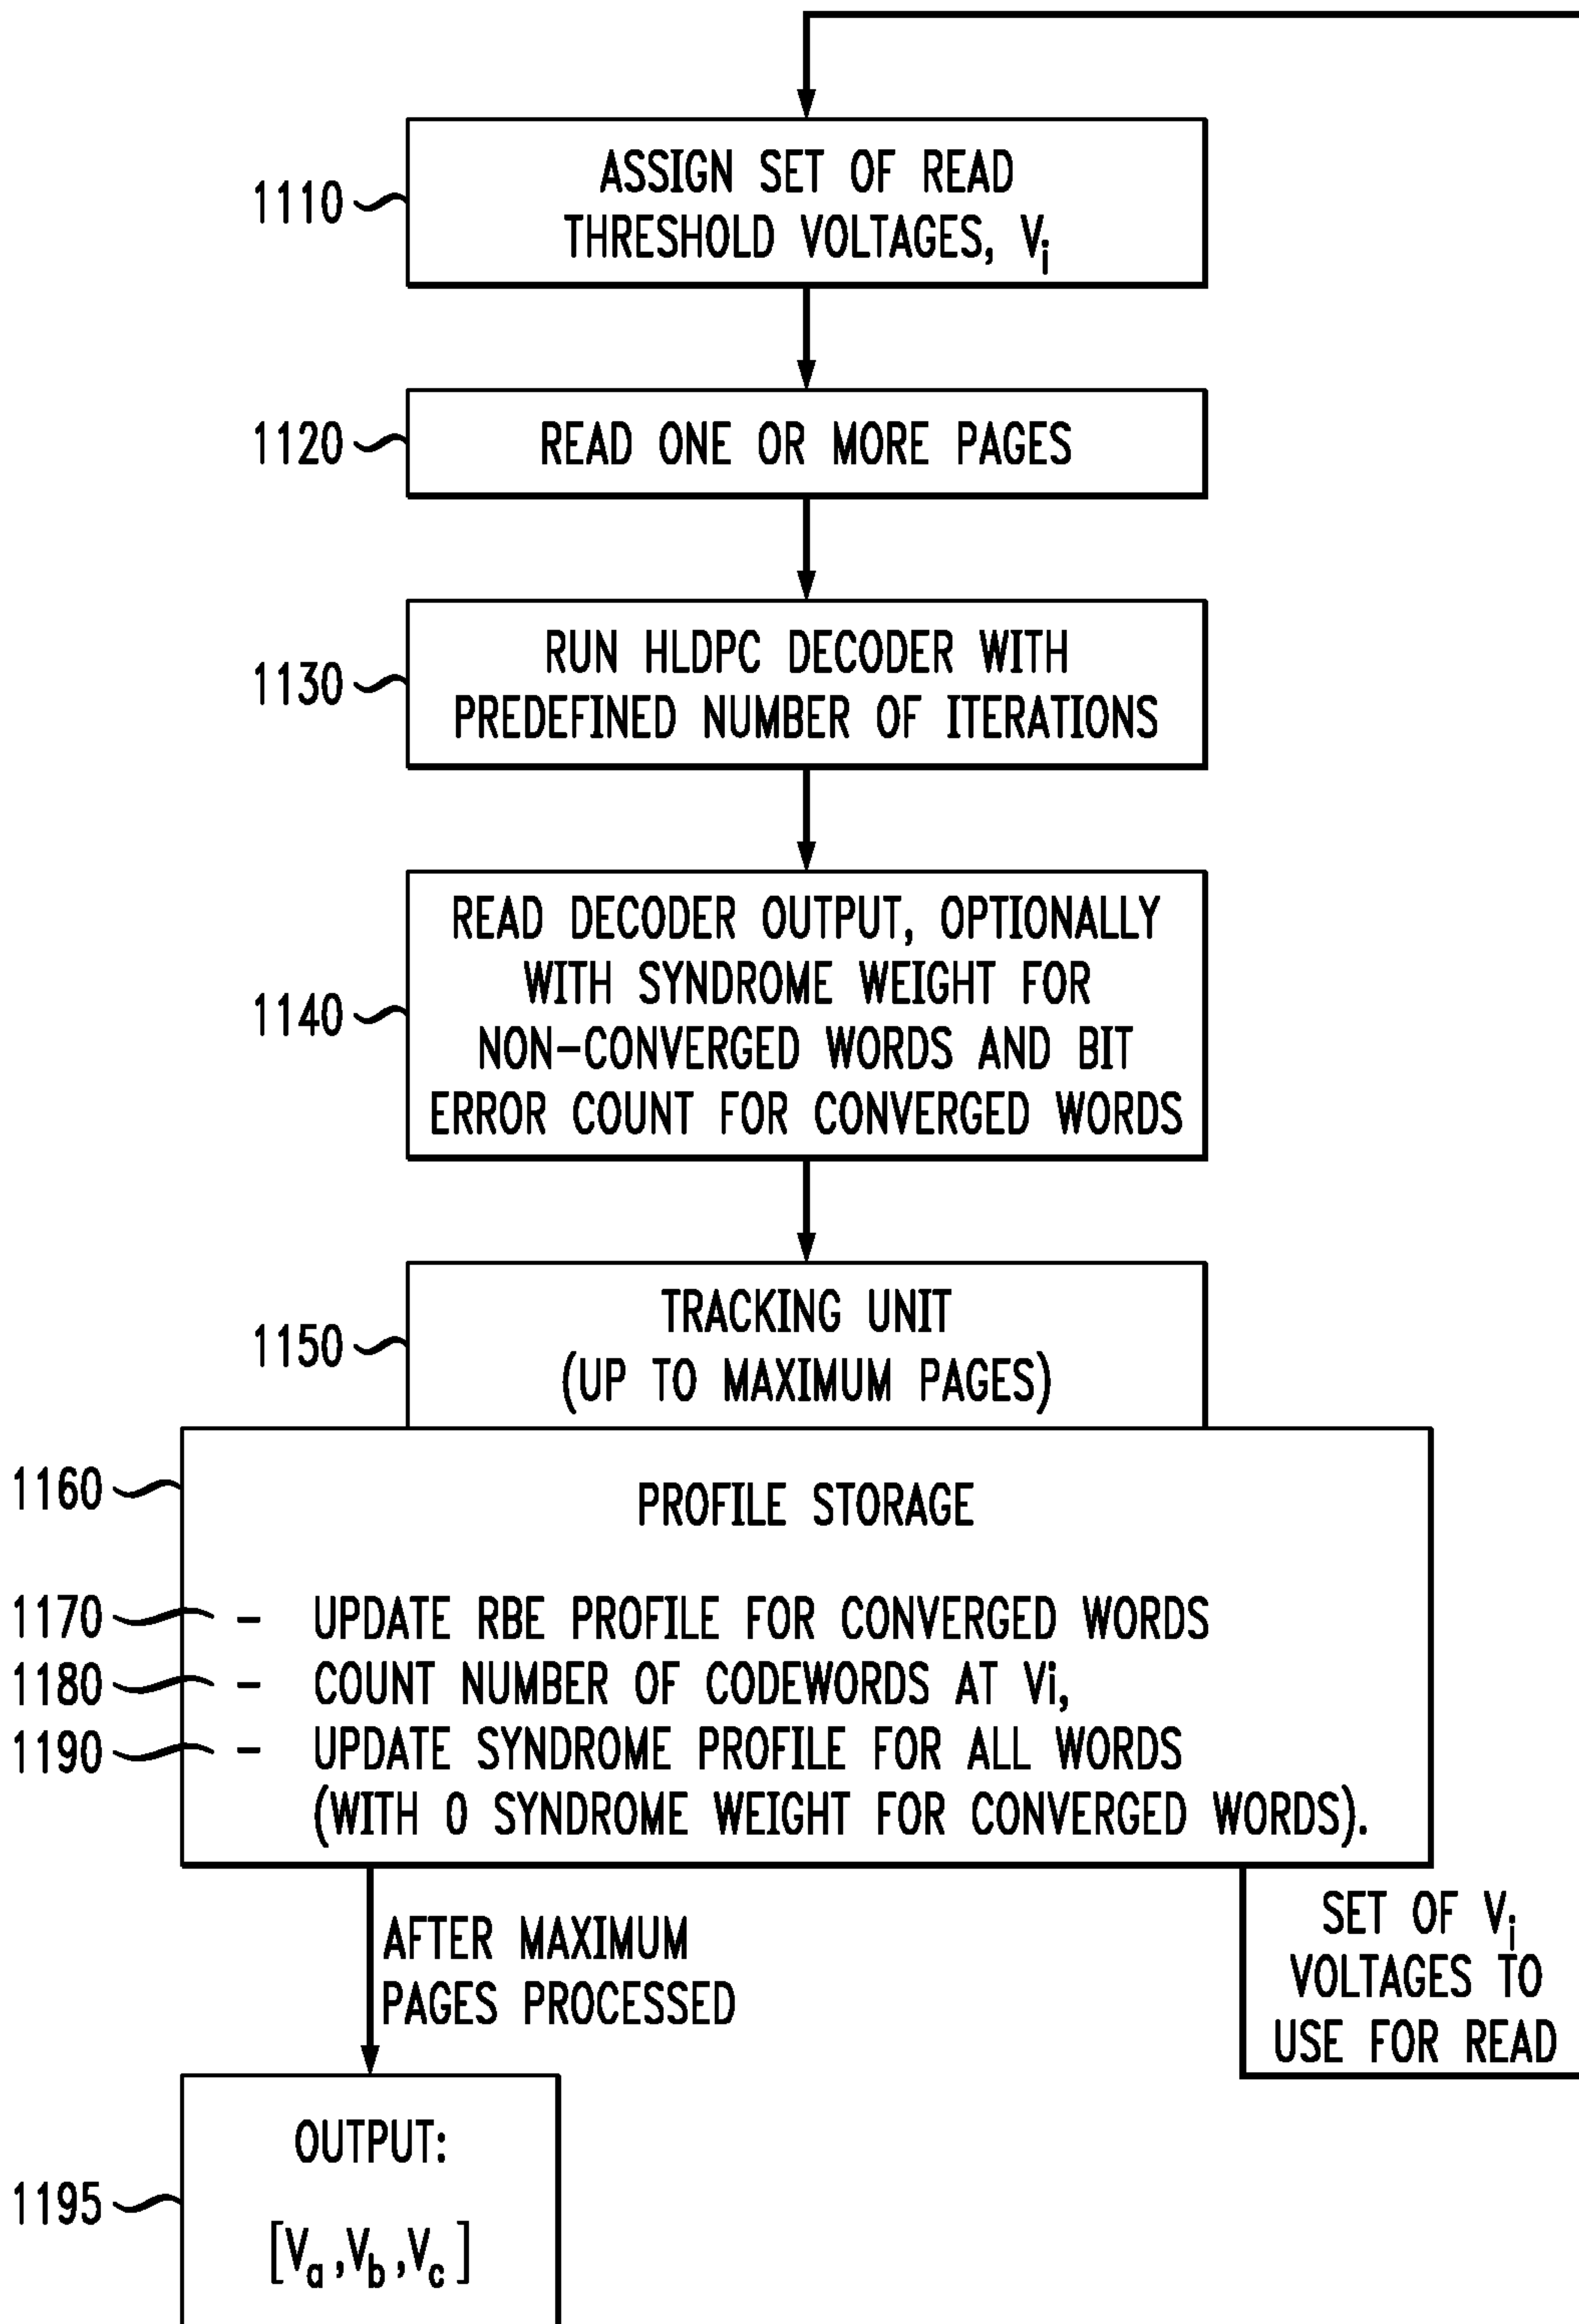 ASSIGN SET OF READ
1110
THRESHOLD VOLTAGES, Vi
1120
READ ONE OR MORE PAGES
RUN HLDPC DECODER WITH
1130
PREDEFINED NUMBER OF ITERATIONS
READ DECODER OUTPUT, OPTIONALLY
WITH SYNDROME WEIGHT FOR
1140
NON-CONVERGED WORDS AND BIT
ERROR COUNT FOR CONVERGED WORDS
TRACKING UNIT
1150
(UP TO MAXIMUM PAGES)
1160
PROFILE STORAGE
1170
- UPDATE RBE PROFILE FOR CONVERGED WORDS
1180
- COUNT NUMBER OF CODEWORDS AT Vi,
1190
- UPDATE SYNDROME PROFILE FOR ALL WORDS
(WITH 0 SYNDROME WEIGHT FOR CONVERGED WORDS).
AFTER MAXIMUM
PAGES PROCESSED
SET OF Vi
VOLTAGES TO
USE FOR READ
OUTPUT:
1195
[Va,Vb,Vc]